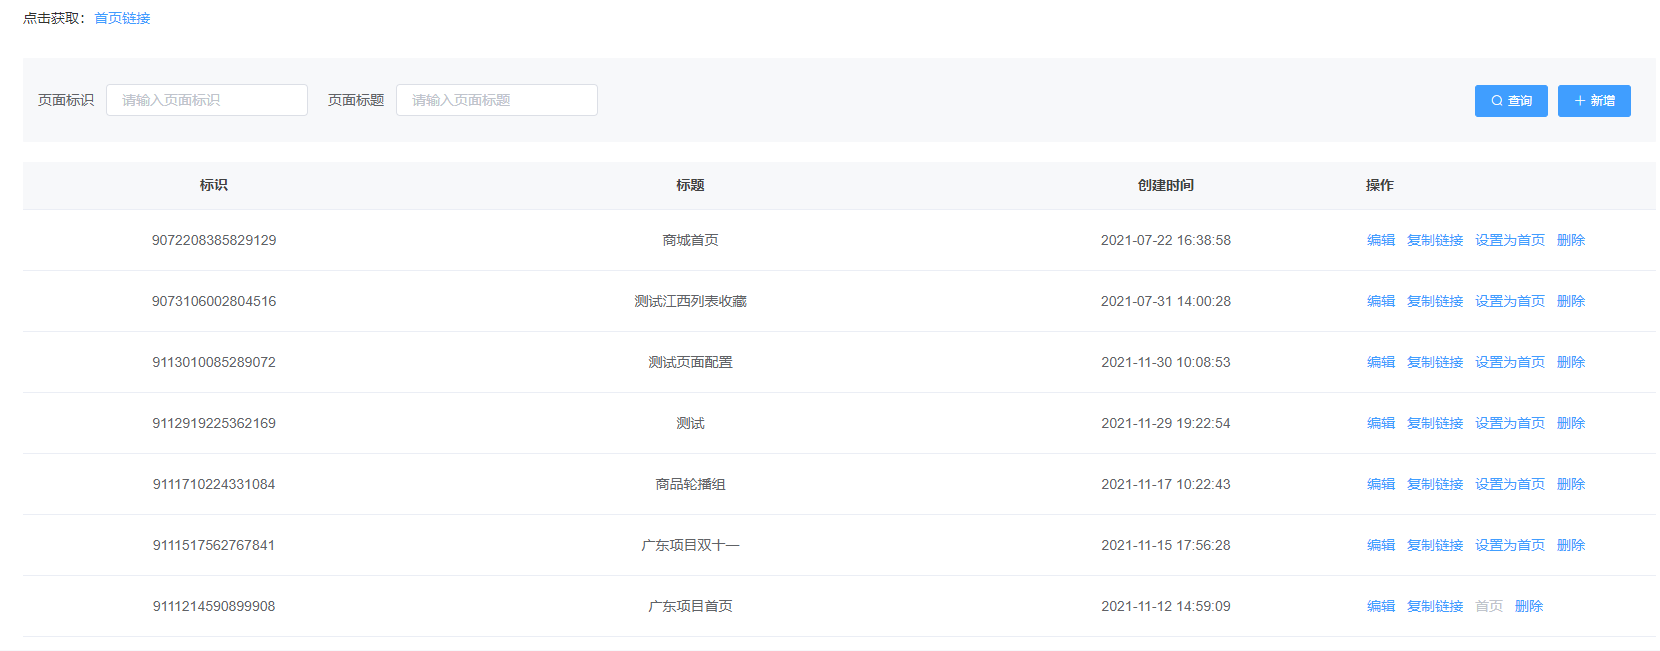 点击获取：首页链接
页面标识 请输入页面标识 页面标题 请输入页面标题 查询 新增
标识 标题 创建时间 操作
9072208385829129 商城首页 2021-07-22 16:38:58 编辑 复制链接 设置为首页 删除
9073106002804516 测试江西列表收藏 2021-07-31 14:00:28 编辑 复制链接 设置为首页 删除
9113010085289072 测试页面配置 2021-11-30 10:08:53 编辑 复制链接 设置为首页 删除
9112919225362169 测试 2021-11-29 19:22:54 编辑 复制链接 设置为首页 删除
9111710224331084 商品轮播组 2021-11-17 10:22:43 编辑 复制链接 设置为首页 删除
9111517562767841 广东项目双十一 2021-11-15 17:56:28 编辑 复制链接 设置为首页 删除
9111214590899908 广东项目首页 2021-11-12 14:59:09 编辑 复制链接 首页 删除